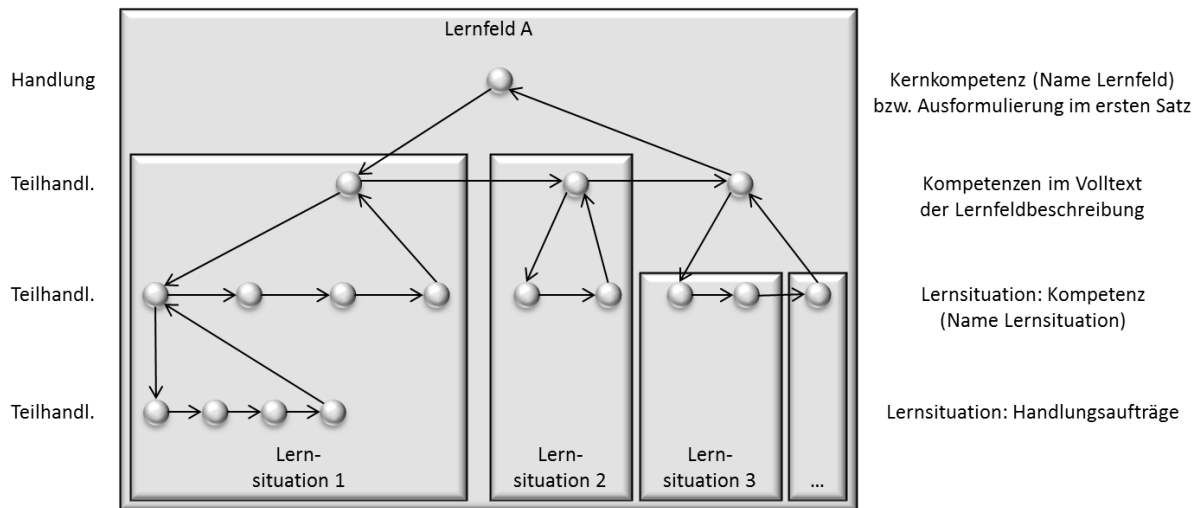 Lernfeld A
Handlung
Kernkompetenz (Name Lernfeld)
bzw. Ausformulierung im ersten Satz
Teilhandl.
Kompetenzen im Volltext
der Lernfeldbeschreibung
Teilhandl.
Lernsituation: Kompetenz
(Name Lernsituation)
Teilhandl.
Lernsituation: Handlungsaufträge
Lern-
situation 1
Lern-
situation 2
Lern-
situation 3
...